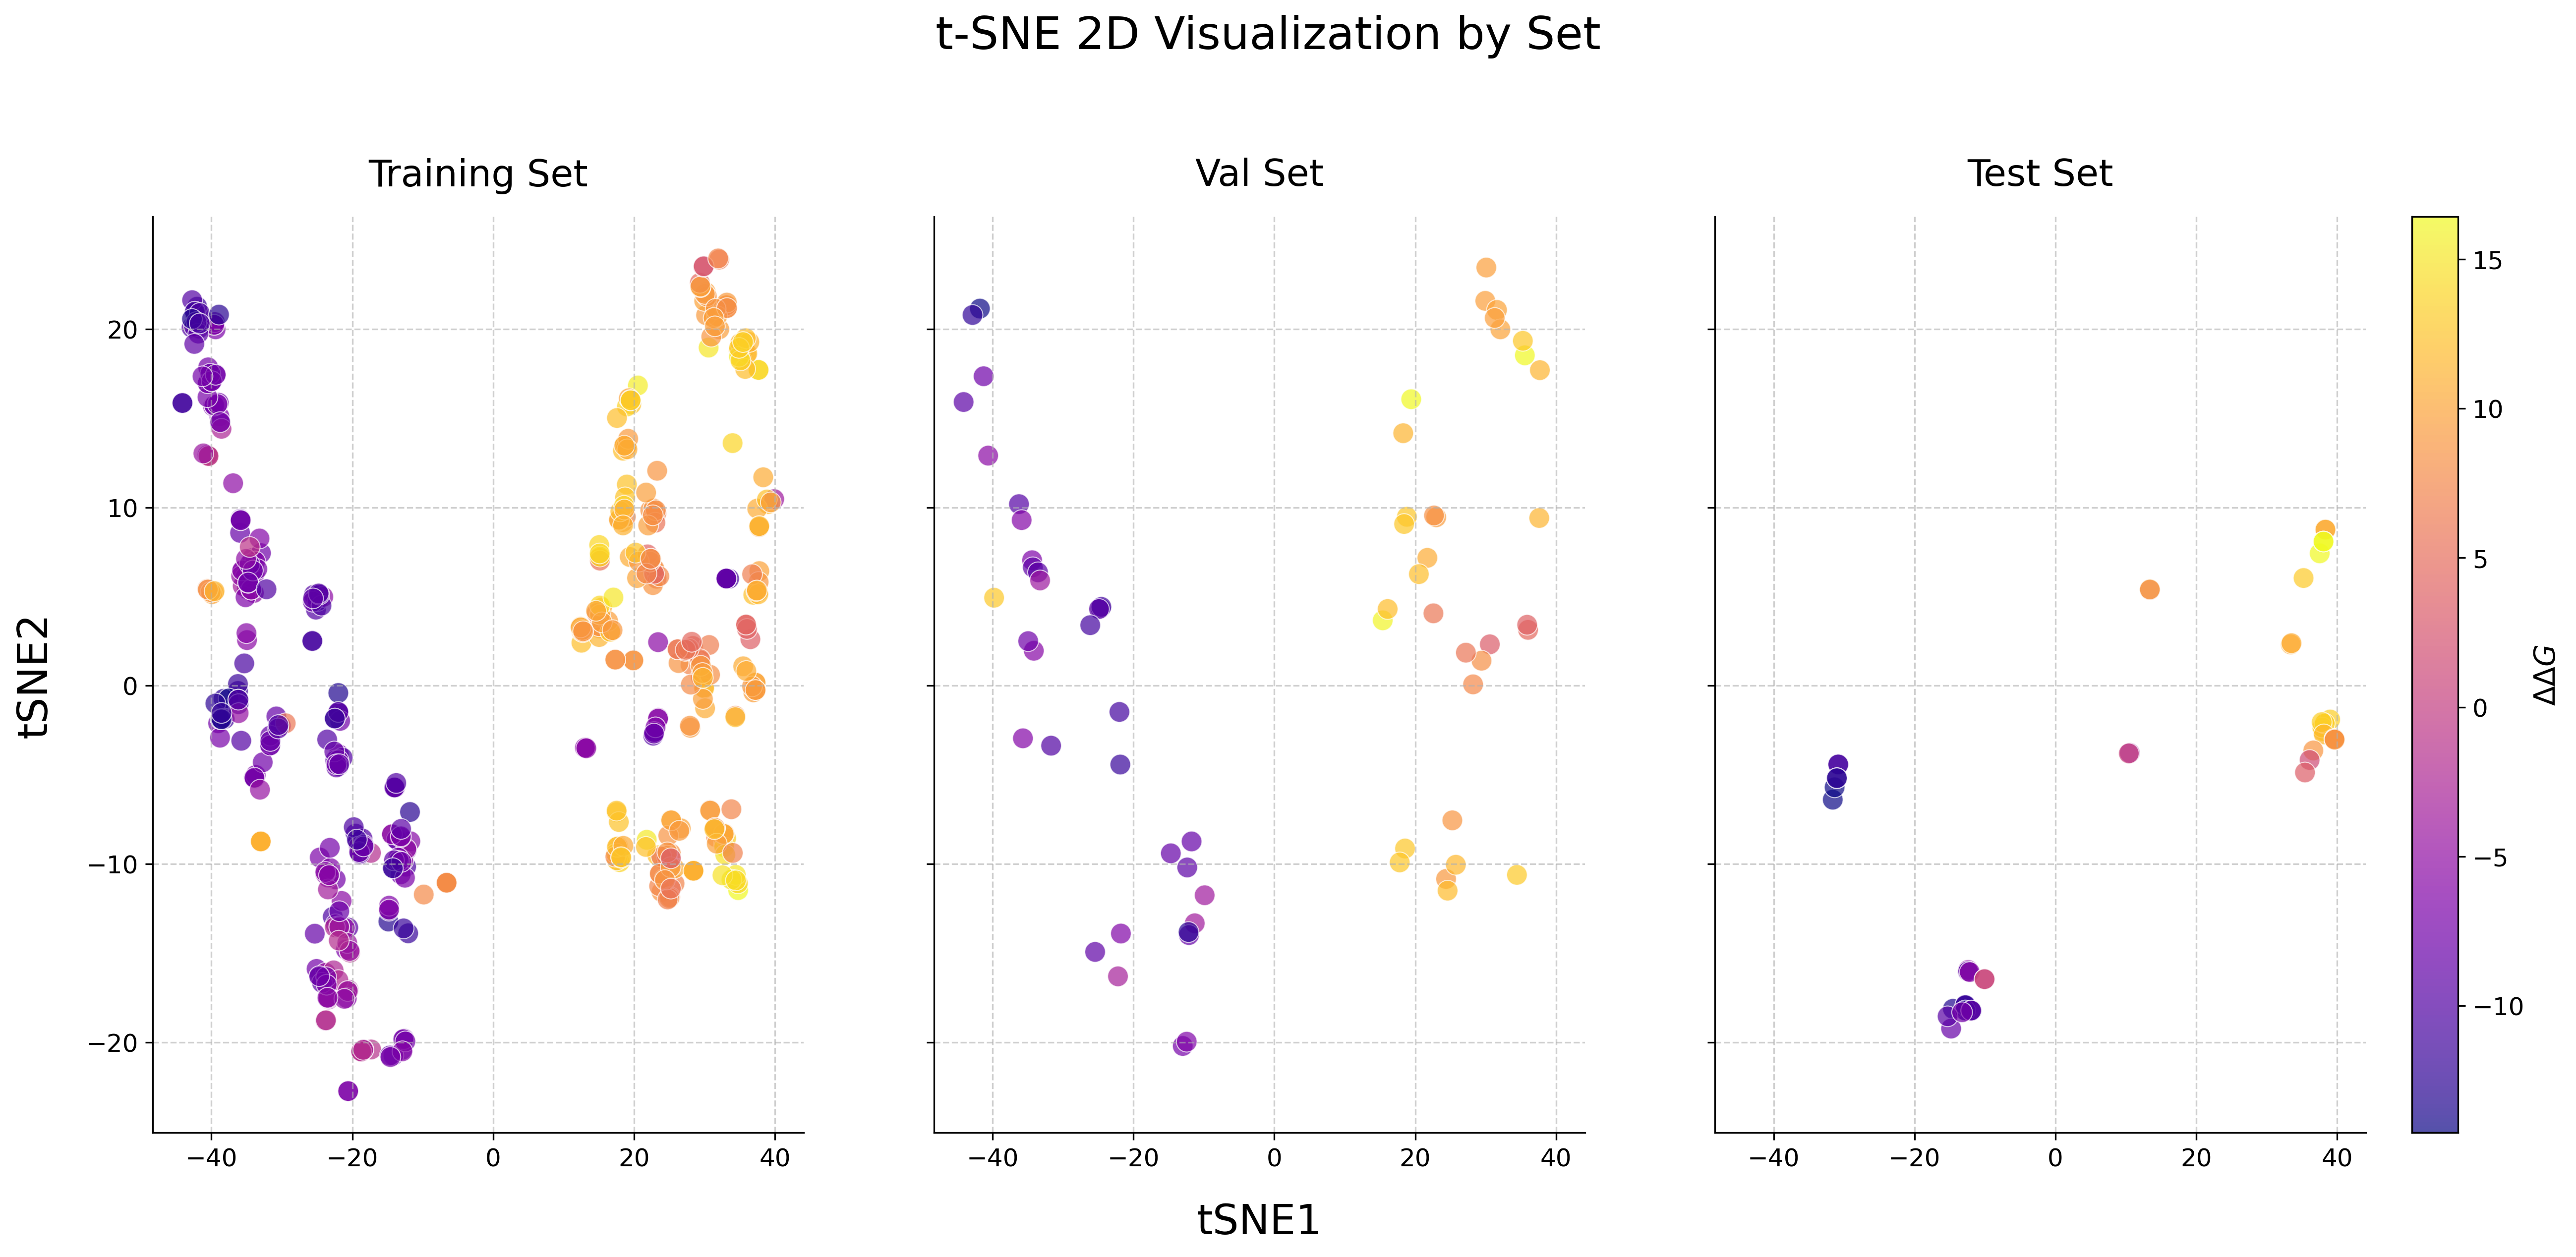 t-SNE 2D Visualization by Set
Training Set
Val Set
Test Set
tSNE2
20
10
0
−10
−20
−40 −20 0 20 40
−40 −20 0 20 40
−40 −20 0 20 40
tSNE1
15
10
5
0
−5
−10
ΔΔG